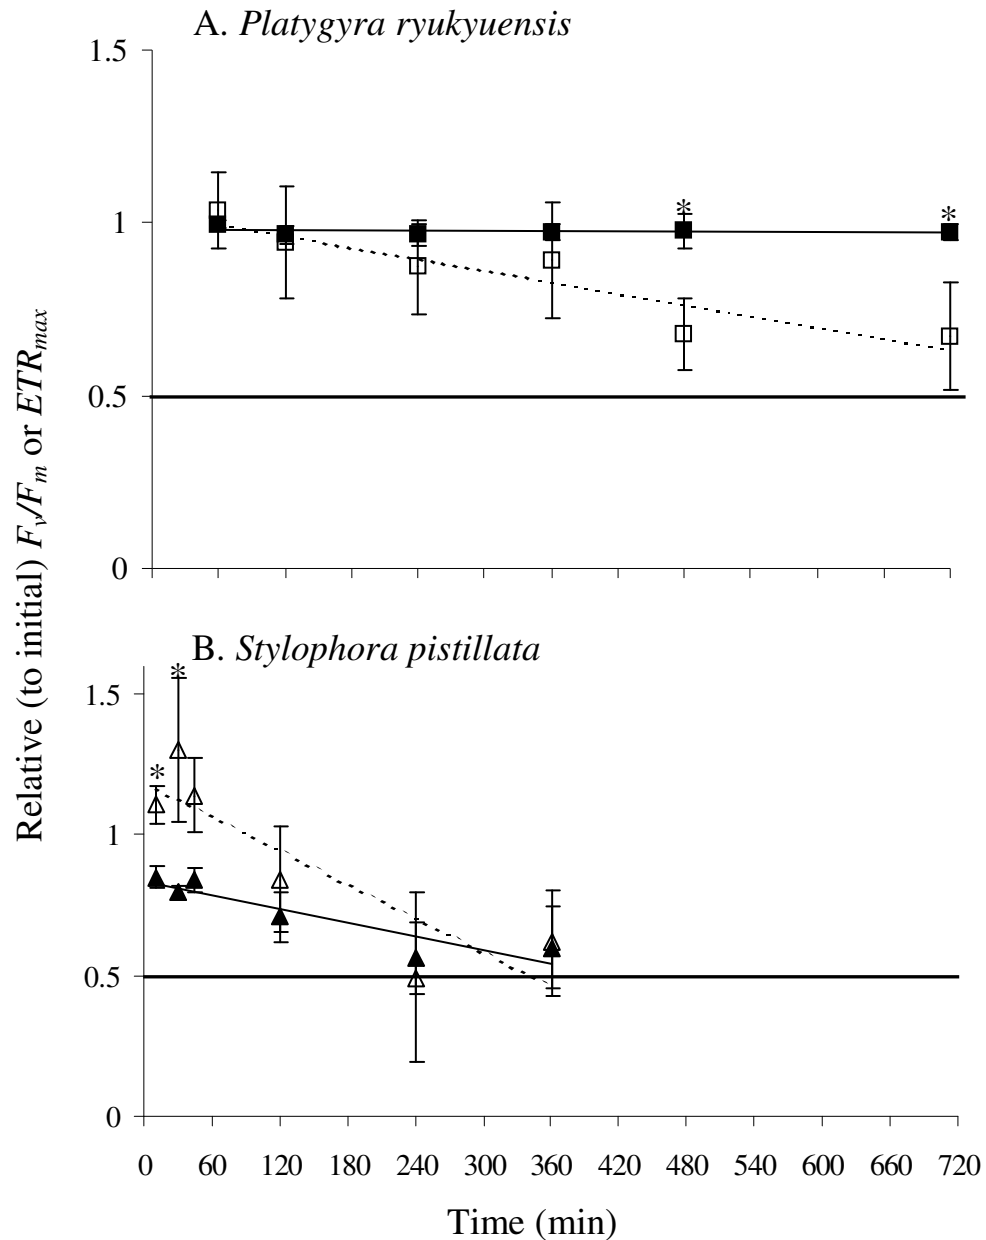 A. Platygyra ryukyuensis
1.5
1
0.5
0
*
*
Relative (to initial) Fv/Fm or ETRmax
B. Stylophora pistillata
1.5
1
0.5
0
*
*
0 60 120 180 240 300 360 420 480 540 600 660 720
Time (min)